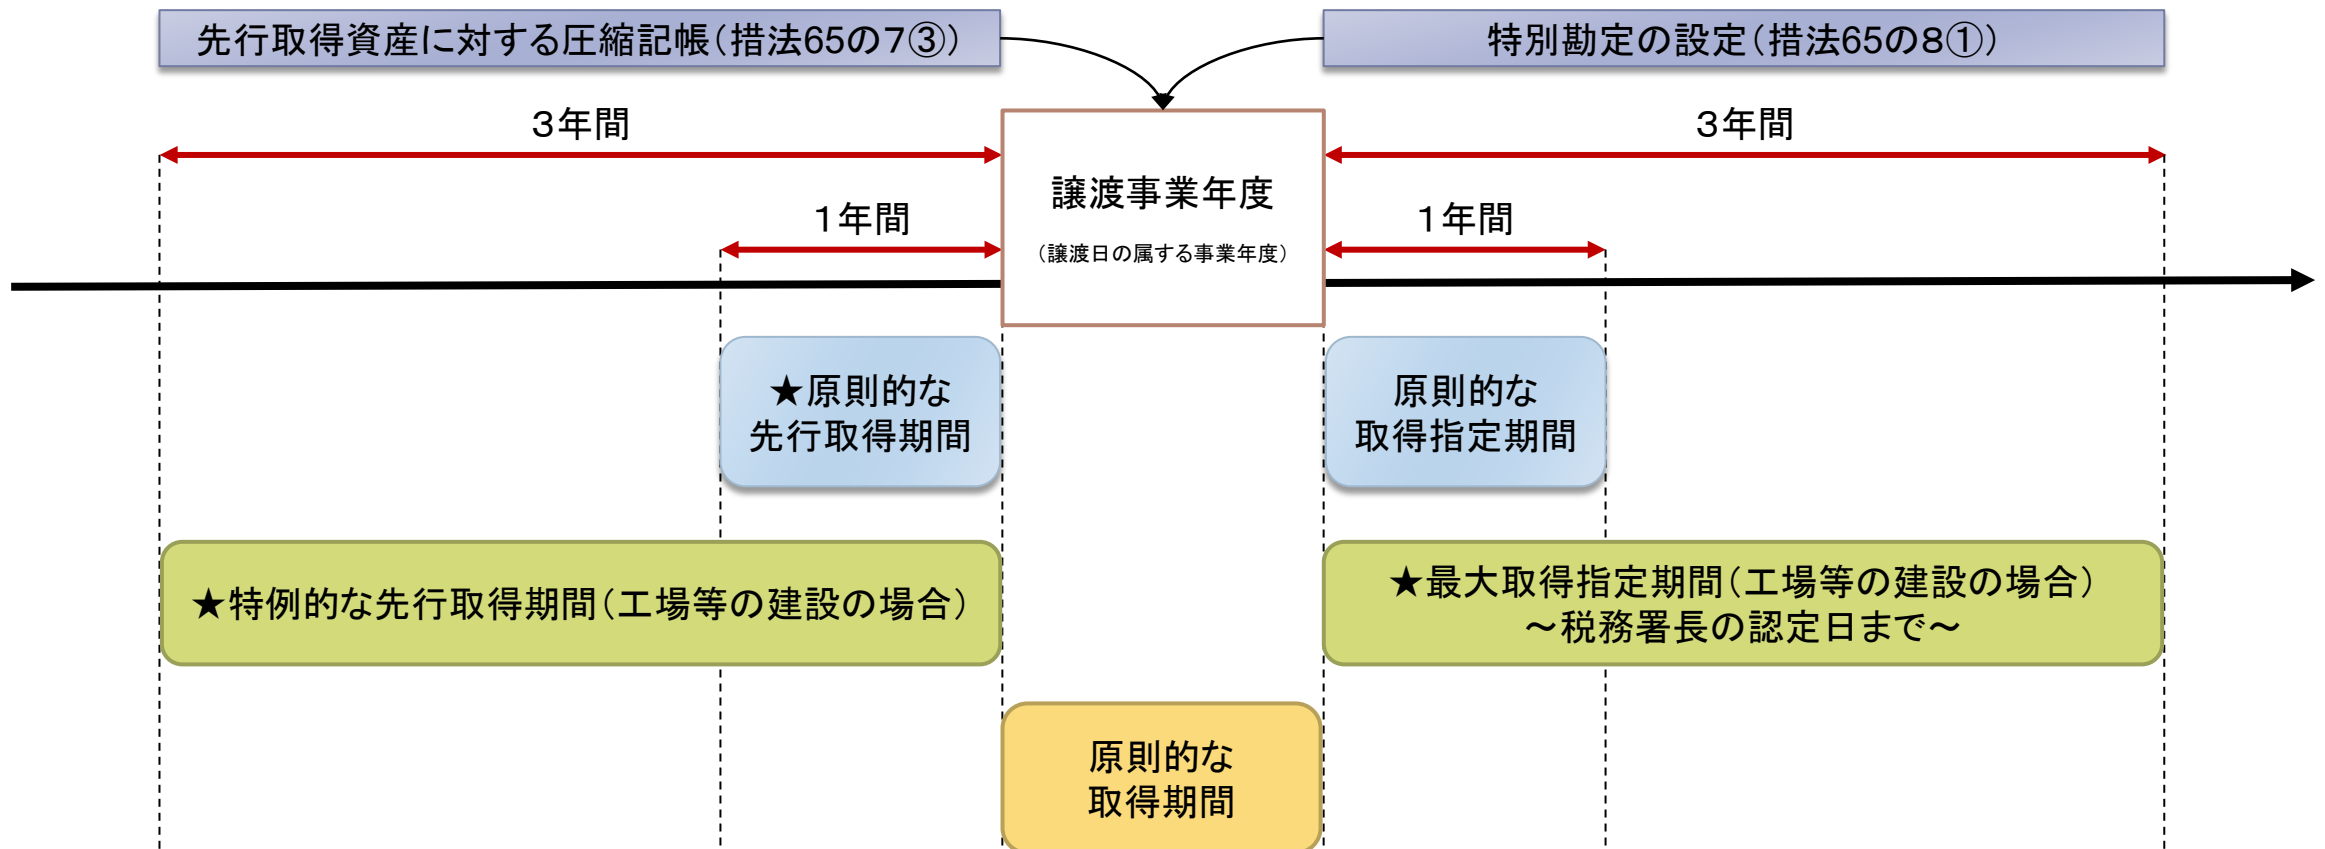 先行取得資産に対する圧縮記帳（措法65の７③）
特別勘定の設定（措法65の８①）
３年間
３年間
１年間
１年間
譲渡事業年度
（譲渡日の属する事業年度）
★原則的な
先行取得期間
原則的な
取得指定期間
★特例的な先行取得期間（工場等の建設の場合）
★最大取得指定期間（工場等の建設の場合）
～税務署長の認定日まで～
原則的な
取得期間